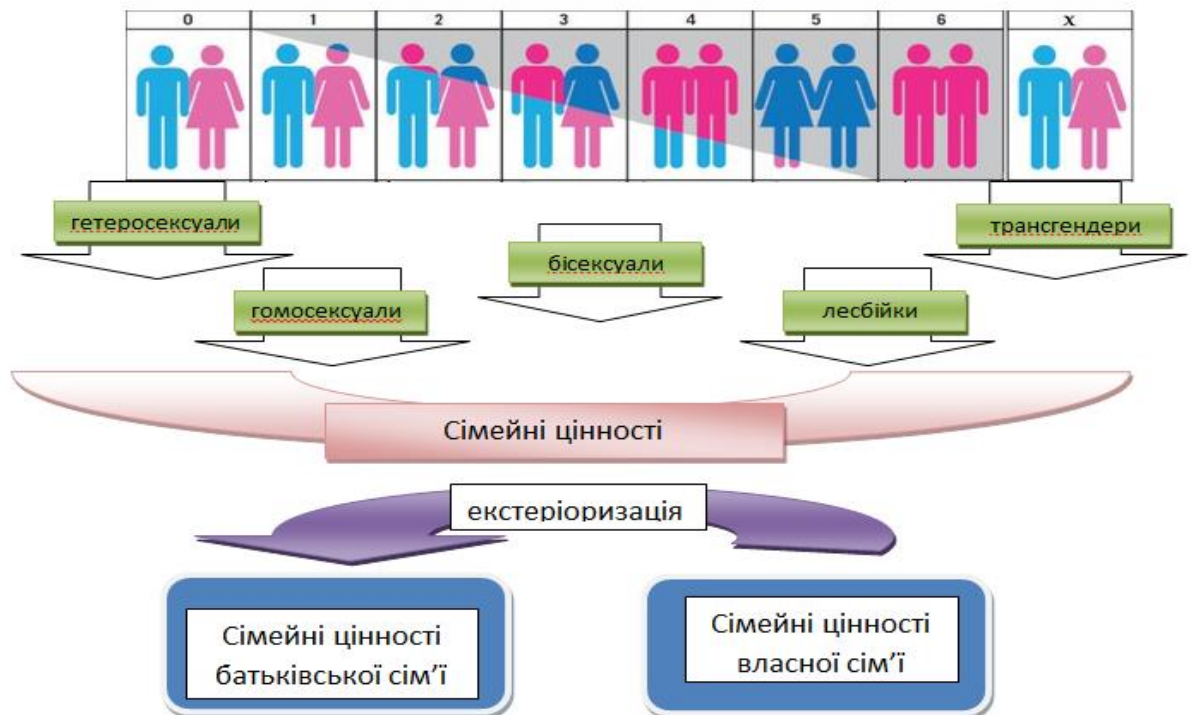 0 1 2 3 4 5 6 x
гетеросексуали
трансгендери
бісексуали
гомосексуали
лесбійки
Сімейні цінності
екстеріоризація
Сімейні цінності
батьківської сім’ї
Сімейні цінності
власної сім’ї